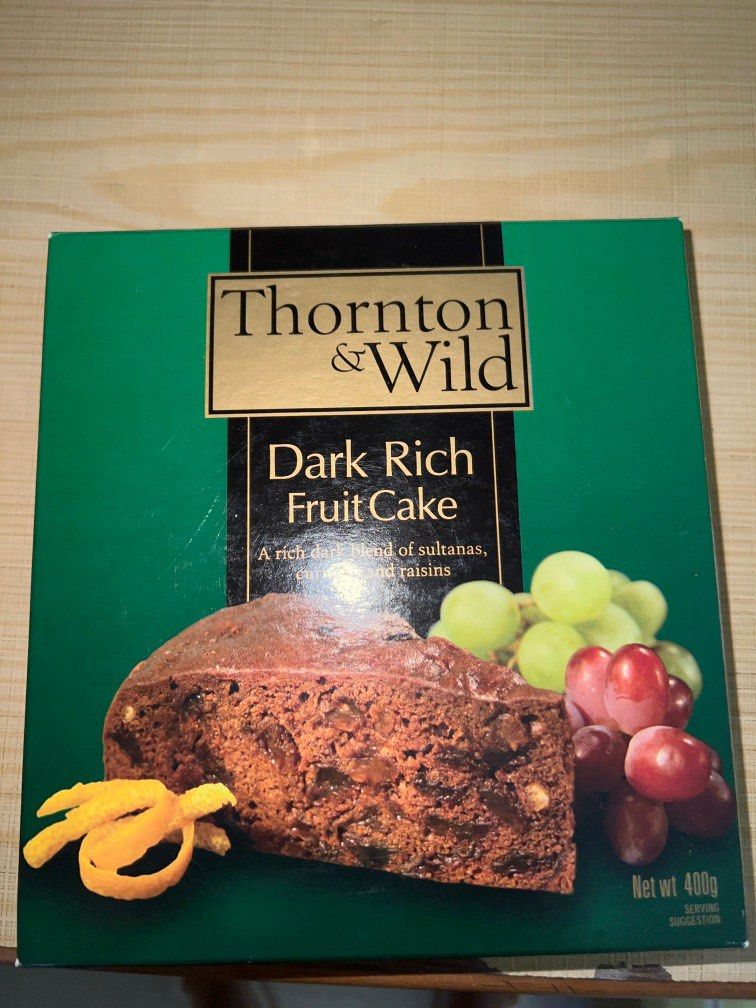 Thornton
& Wild
Dark Rich
Fruit Cake
A rich dark blend of sultanas,
and raisins
Net wt 400g
SERVING
SUGGESTION